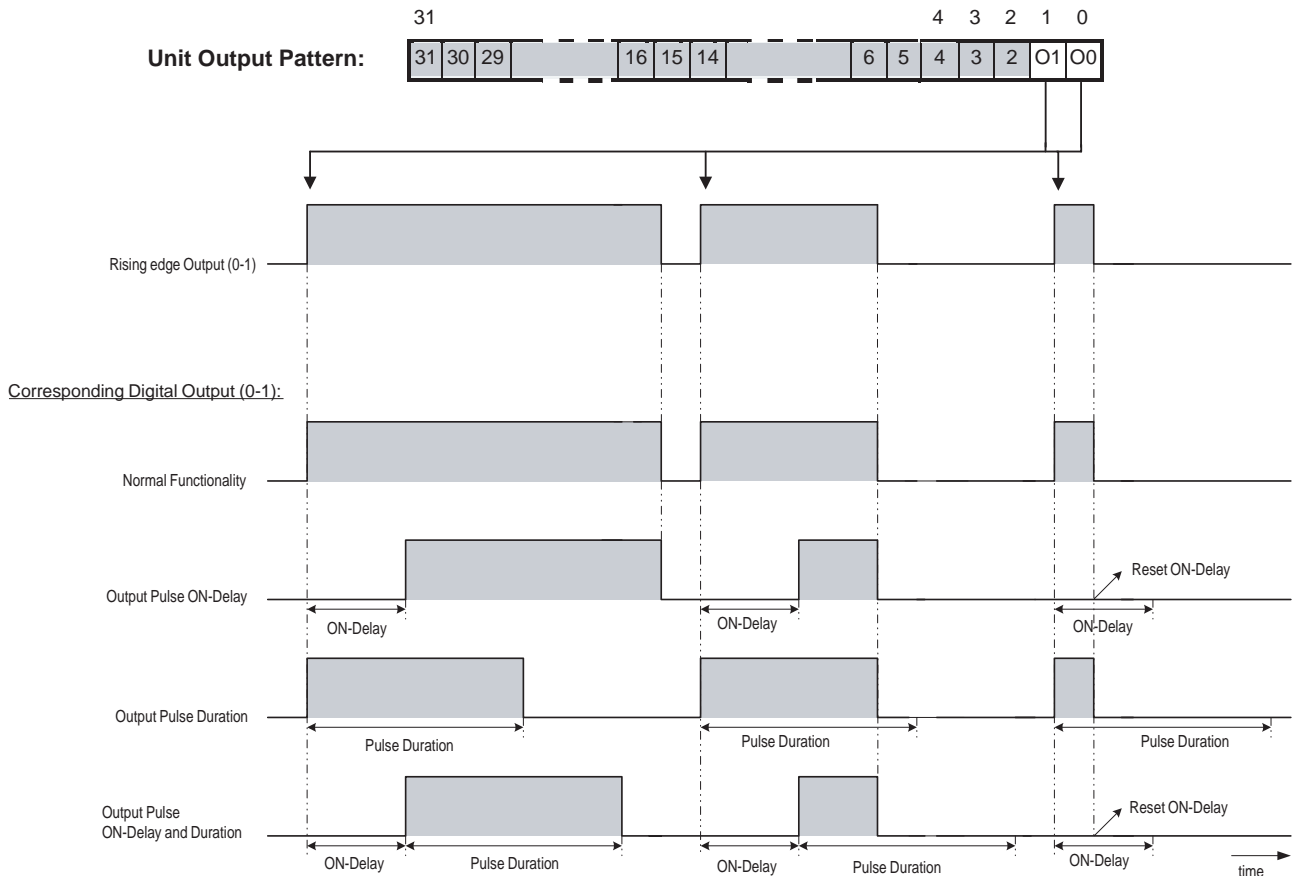 31 4 3 2 1 0
Unit Output Pattern: 31 30 29 16 15 14 6 5 4 3 2 O1 O0
Rising edge Output (0-1)
Corresponding Digital Output (0-1):
Normal Functionality
Output Pulse ON-Delay
Reset ON-Delay
ON-Delay ON-Delay ON-Delay
Output Pulse Duration
Pulse Duration Pulse Duration Pulse Duration
Output Pulse
ON-Delay and Duration
Reset ON-Delay
ON-Delay Pulse Duration ON-Delay Pulse Duration ON-Delay
time